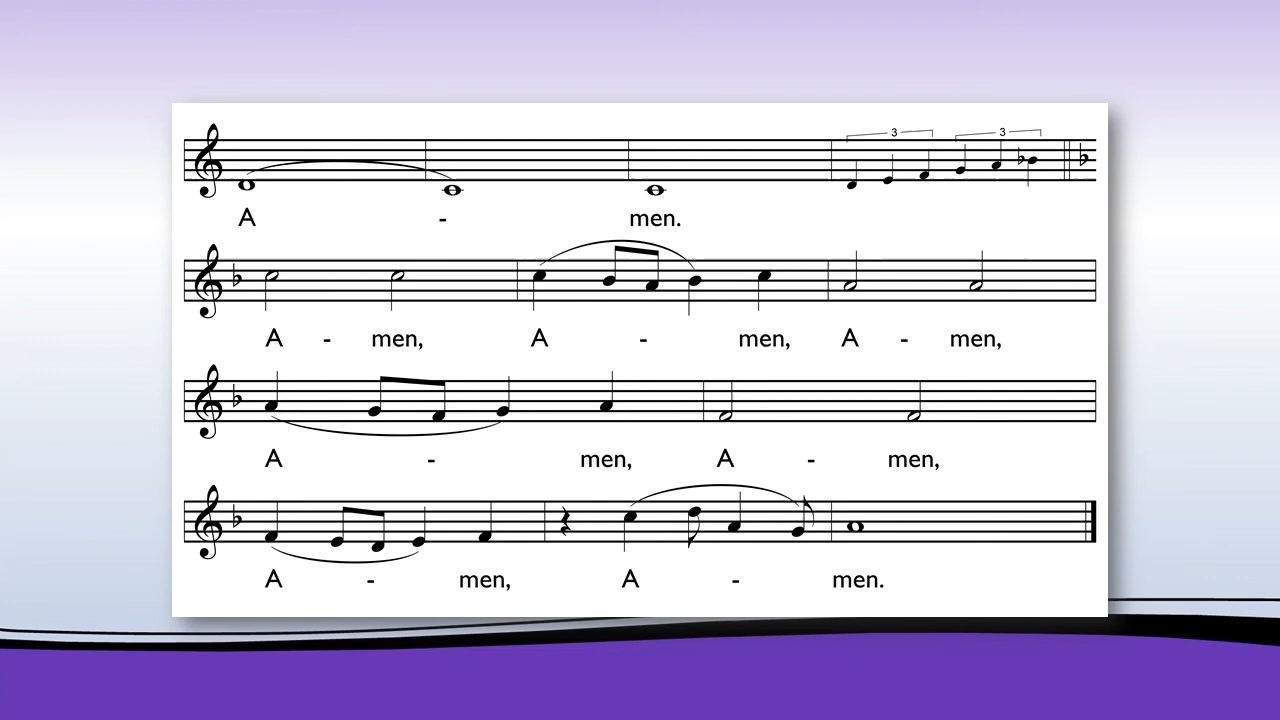 3 3
A - men.
A - men, A - men, A - men,
A - men, A - men,
A - men, A - men.